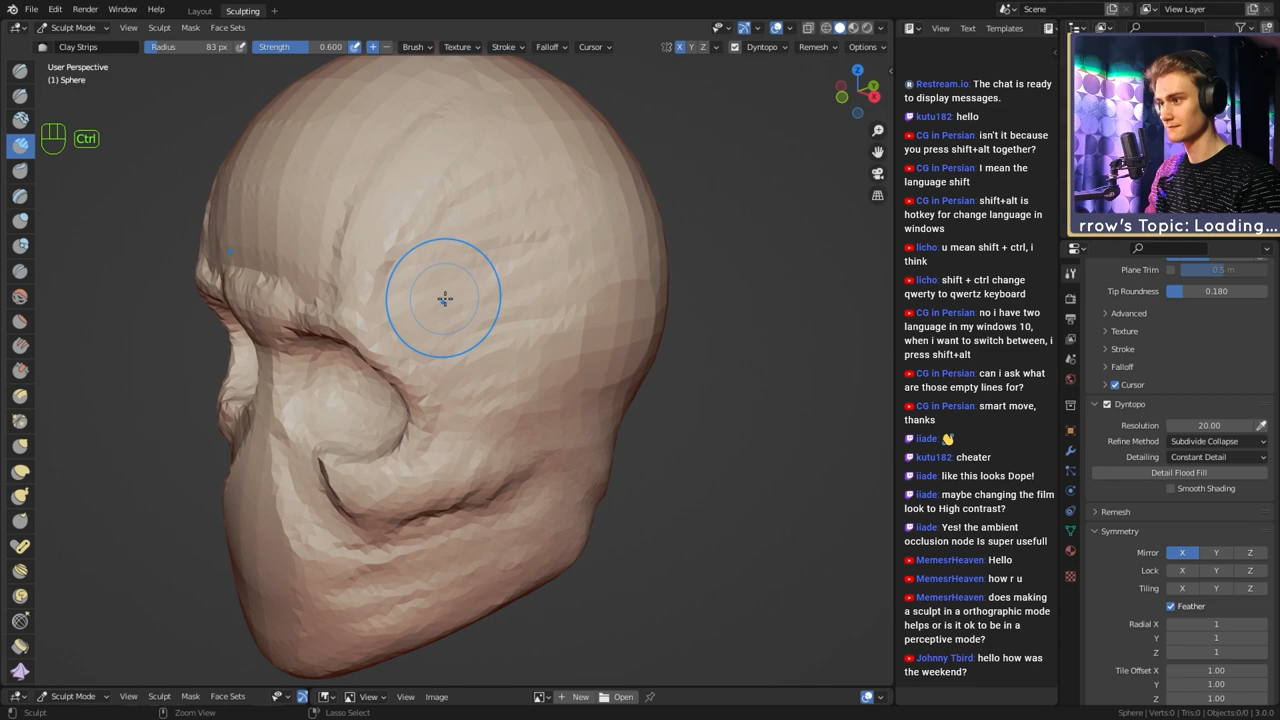 File Edit Render Window Help Layout Sculpting + Scene View Layer
Sculpt Mode View Sculpt Mask Face Sets View Text Templates
Clay Strips Radius 83 px Strength 0.600 + − Brush Texture Stroke Falloff Cursor X Y Z Dyntopo Remesh Options
User Perspective
(1) Sphere
Ctrl
Z
Y
X
Restream.io: The chat is ready
to display messages.
kutu182: hello
CG in Persian: isn't it because
you press shift+alt together?
CG in Persian: I mean the
language shift
CG in Persian: shift+alt is
hotkey for change language in
windows
licho: u mean shift + ctrl, i
think
licho: shift + ctrl change
qwerty to qwertz keyboard
CG in Persian: no i have two
language in my windows 10,
when i want to switch between, i
press shift+alt
CG in Persian: can i ask what
are those empty lines for?
CG in Persian: smart move,
thanks
iiade: 👋
kutu182: cheater
iiade: like this looks Dope!
iiade: maybe changing the film
look to High contrast?
iiade: Yes! the ambient
occlusion node Is super usefull
MemesrHeaven: Hello
MemesrHeaven: how r u
MemesrHeaven: does making
a sculpt in a orthographic mode
helps or is it ok to be in a
perceptive mode?
Johnny Tbird: hello how was
the weekend?
rrow's Topic: Loading...
Plane Trim 0.5 m
Tip Roundness 0.180
Advanced
Texture
Stroke
Falloff
Cursor
Dyntopo
Resolution 20.00
Refine Method Subdivide Collapse
Detailing Constant Detail
Detail Flood Fill
Smooth Shading
Remesh
Symmetry
Mirror X Y Z
Lock X Y Z
Tiling X Y Z
Feather
Radial X 1
Y 1
Z 1
Tile Offset X 1.00
Y 1.00
Z 1.00
Sculpt Mode View Sculpt Mask Face Sets View View Image + New Open
Sculpt Zoom View Lasso Select Sphere | Verts:0 | Tris:0 | Objects:0/0 | 3.0.0